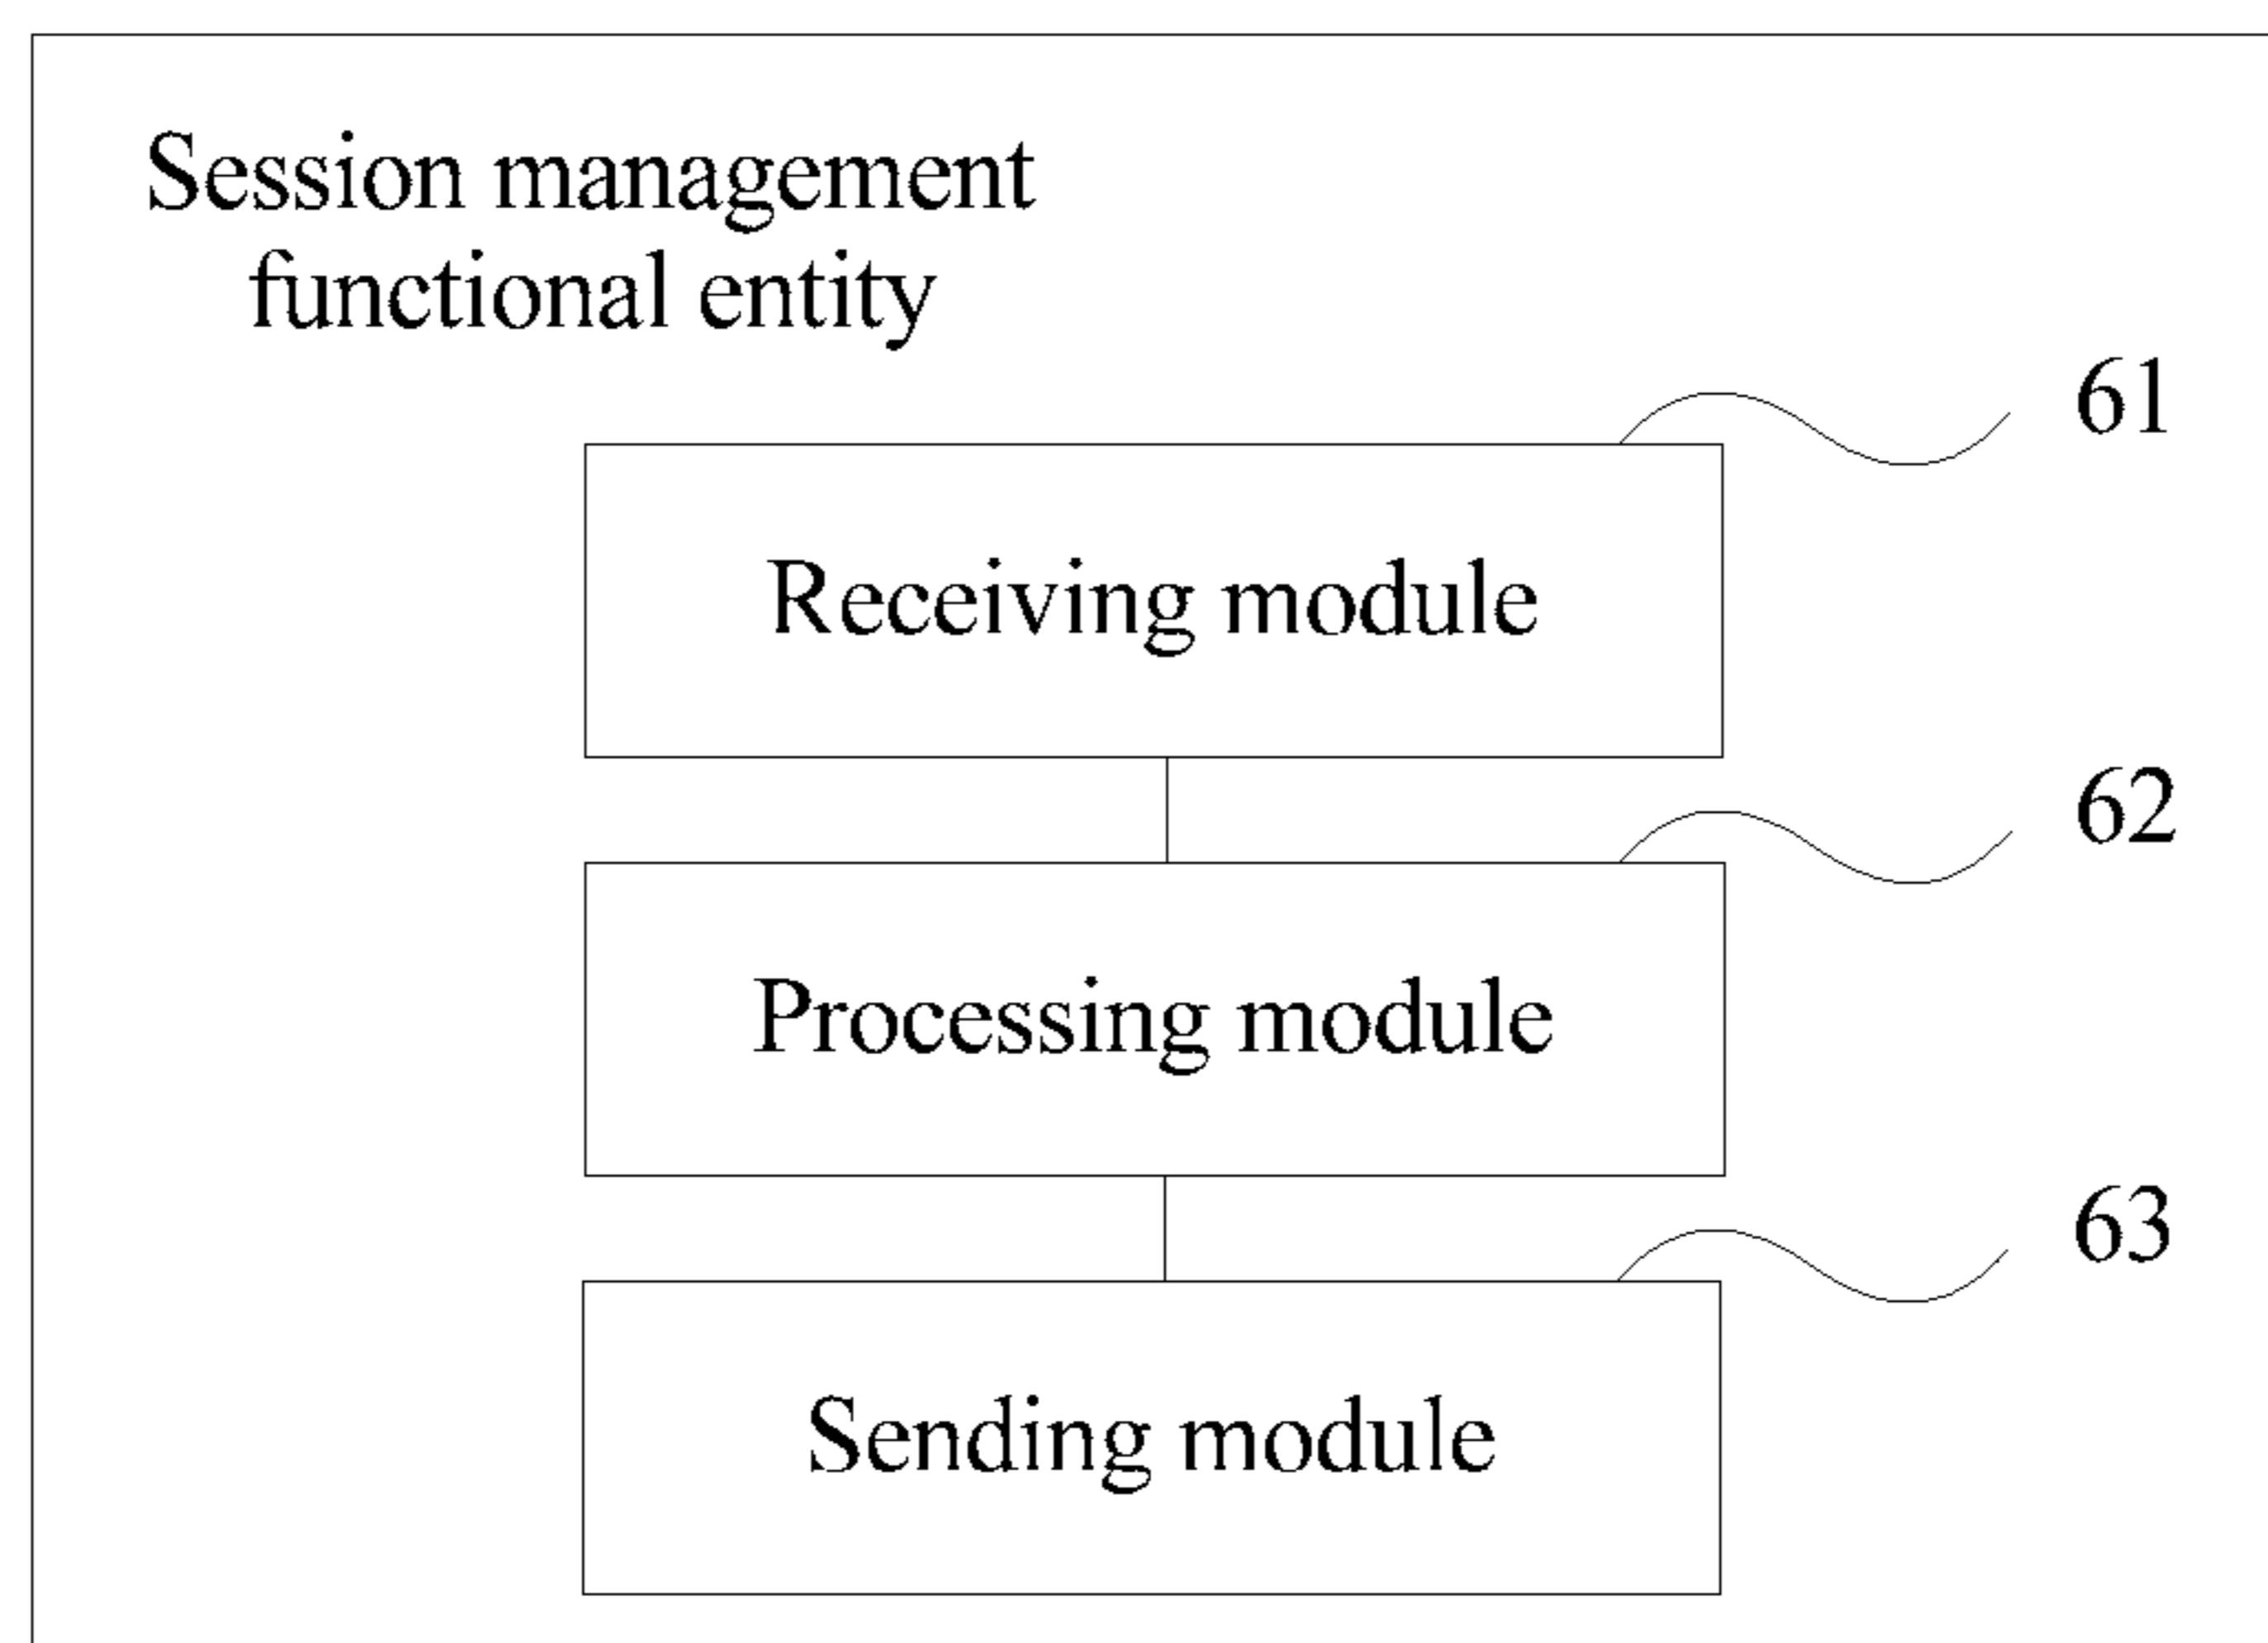 Session management
functional entity
61
Receiving module
62
Processing module
63
Sending module